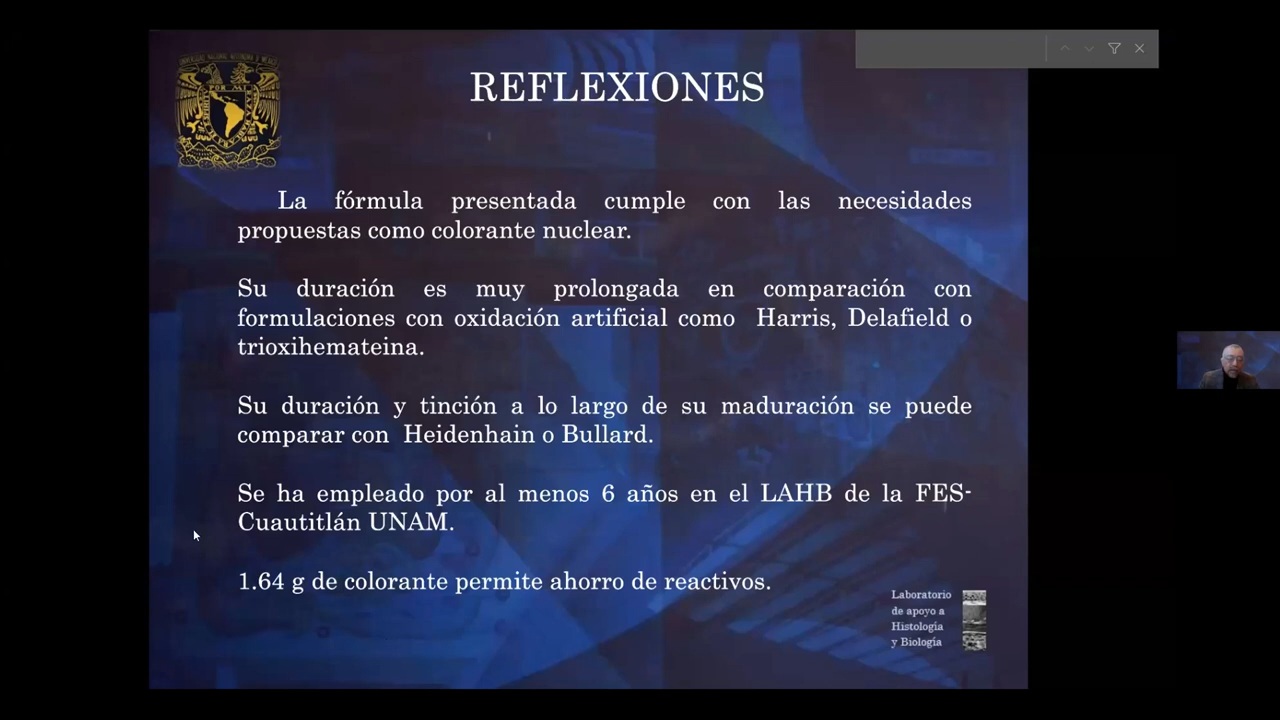 REFLEXIONES
POR MI
La fórmula presentada cumple con las necesidades
propuestas como colorante nuclear.
Su duración es muy prolongada en comparación con
formulaciones con oxidación artificial como Harris, Delafield o
trioxihemateina.
Su duración y tinción a lo largo de su maduración se puede
comparar con Heidenhain o Bullard.
Se ha empleado por al menos 6 años en el LAHB de la FES-
Cuautitlán UNAM.
1.64 g de colorante permite ahorro de reactivos.
Laboratorio
de apoyo a
Histología
y Biología